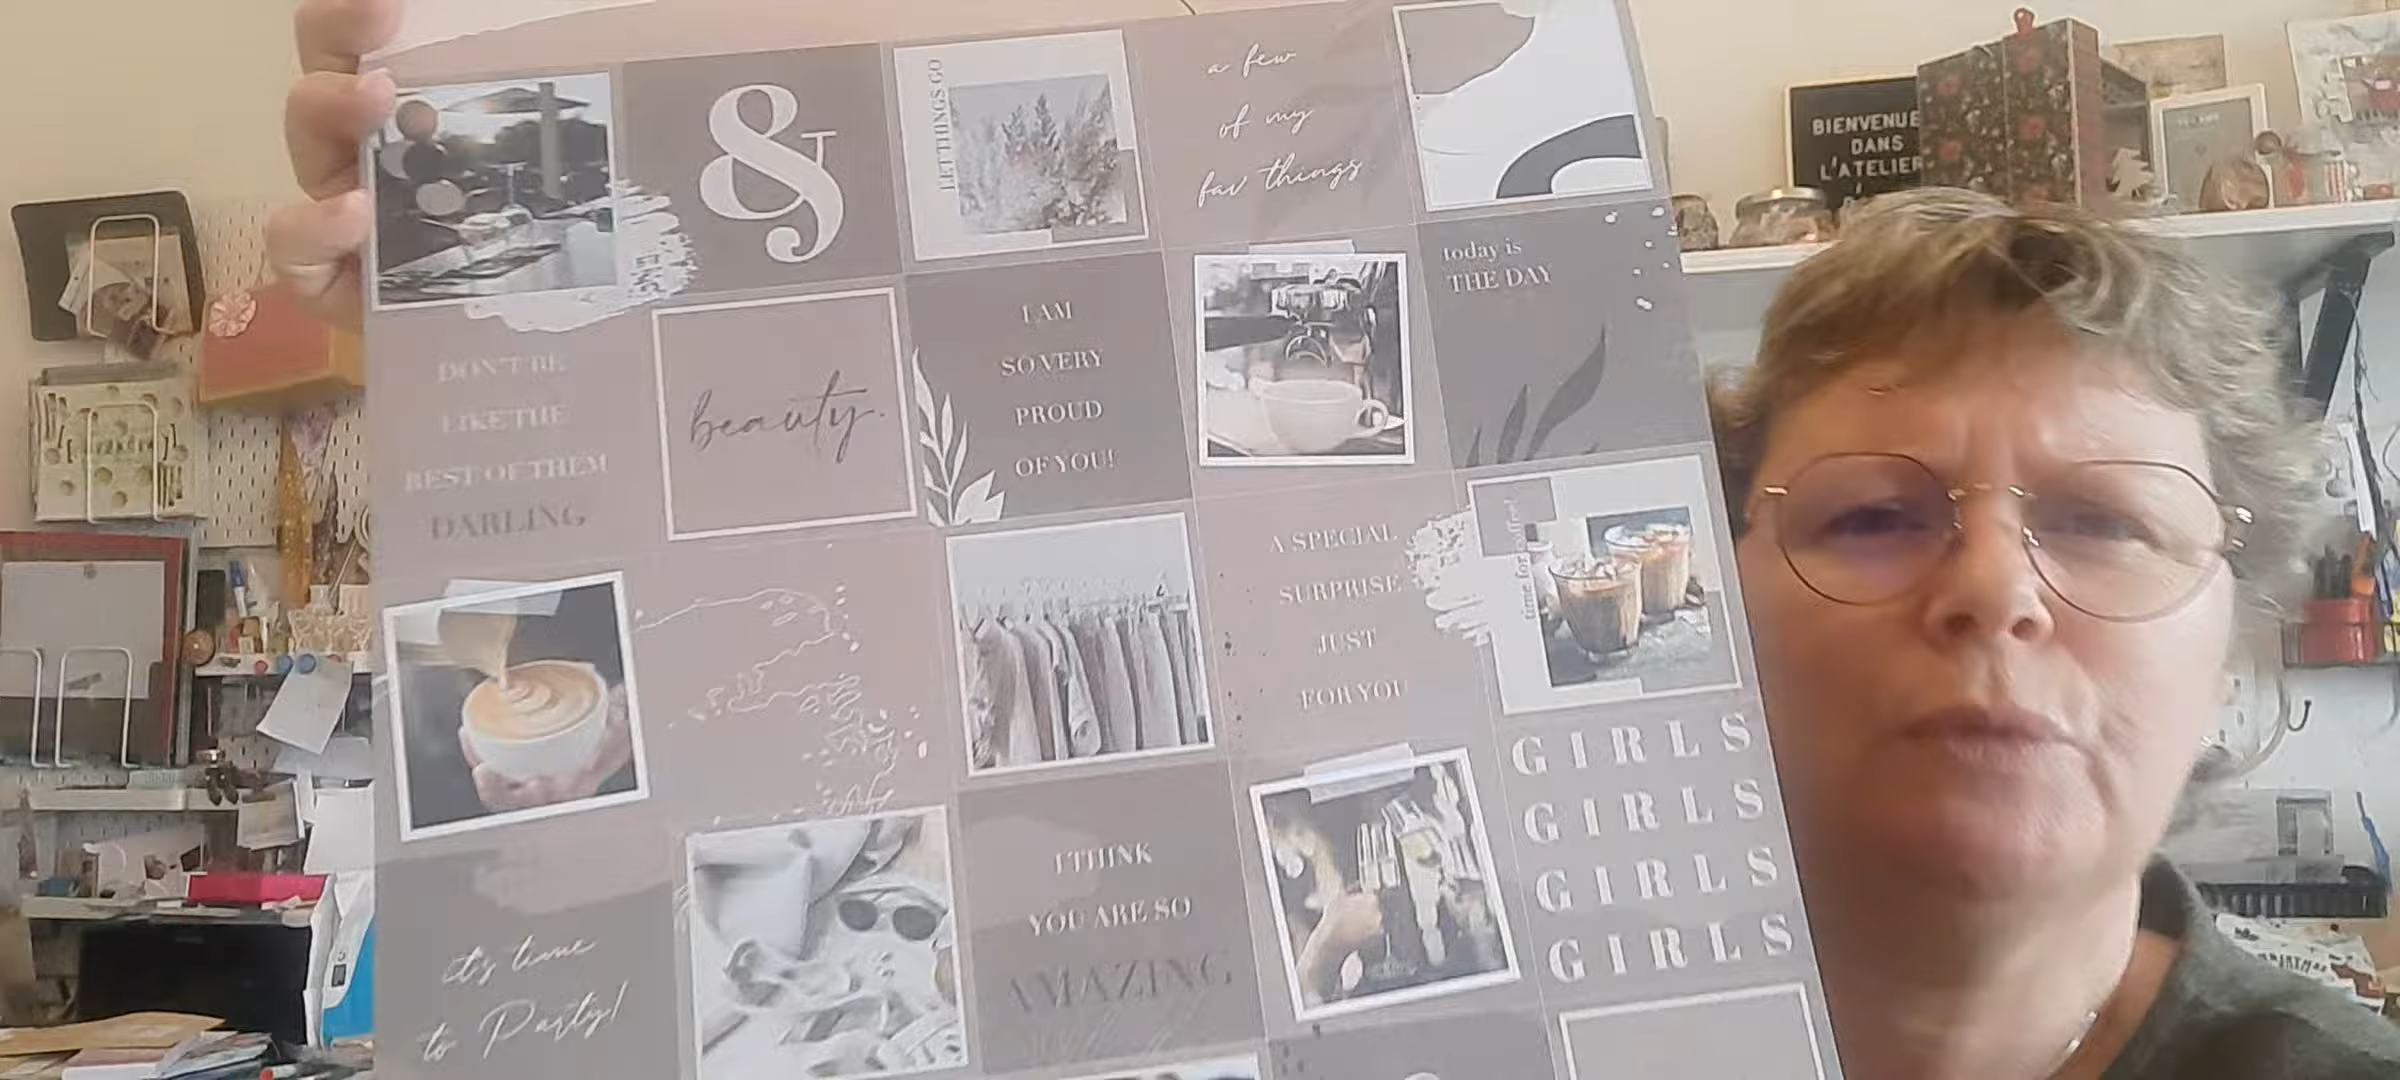 &
LET THINGS GO
a few
of my
fav things
BIENVENUE
DANS
L'ATELIER
DON'T BE
LIKE THE
REST OF THEM
DARLING
beauty.
I AM
SO VERY
PROUD
OF YOU!
today is
THE DAY
A SPECIAL
SURPRISE
JUST
FOR YOU
time for coffee!
GIRLS
GIRLS
GIRLS
GIRLS
it's time
to Party!
I THINK
YOU ARE SO
AMAZING